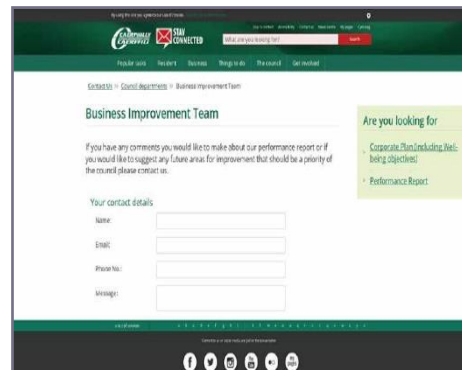 CAERPHILLY
CAERFFILI
STAY
CONNECTED
What are you looking for?
Search
Popular tasks Resident Business Things to do The council Get involved
Contact Us > Council departments > Business Improvement Team
Business Improvement Team
If you have any comments you would like to make about our performance report or if
you would like to suggest any future areas for improvement that should be a priority of
the council please contact us.
Your contact details
Name:
Email:
Phone No.:
Message:
Are you looking for
Corporate Plan (including Well-
being objectives)
Performance Report